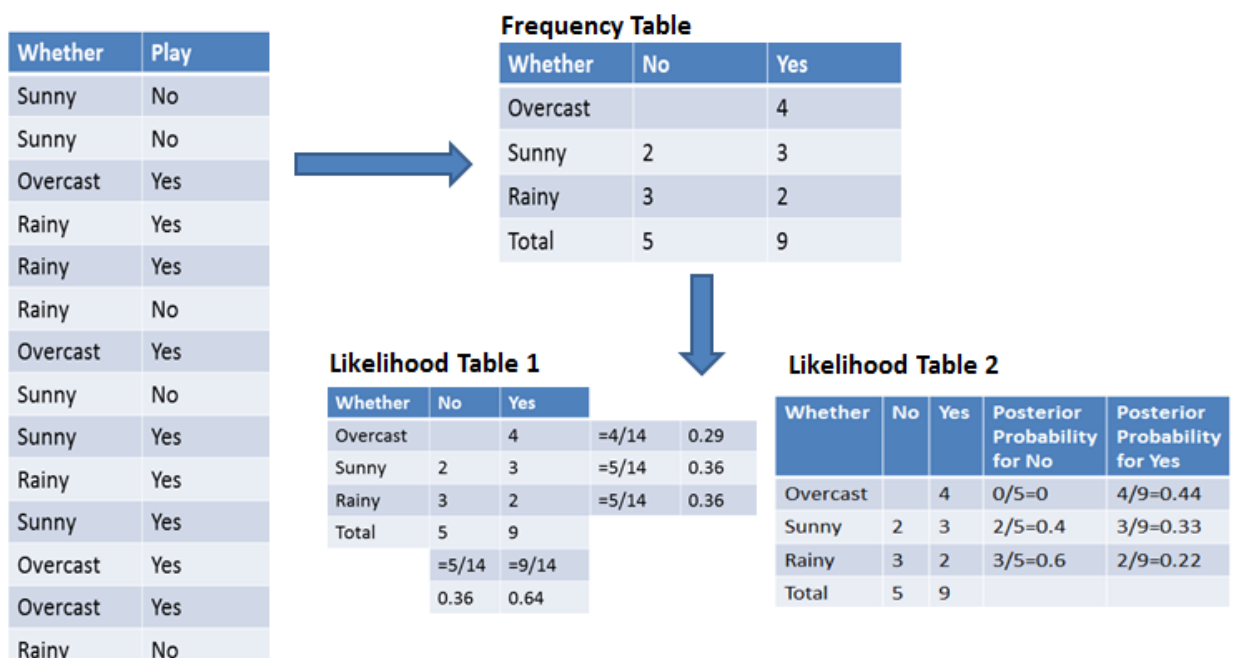 Whether Play
Sunny No
Sunny No
Overcast Yes
Rainy Yes
Rainy Yes
Rainy No
Overcast Yes
Sunny No
Sunny Yes
Rainy Yes
Sunny Yes
Overcast Yes
Overcast Yes
Rainy No
Frequency Table
Whether No Yes
Overcast 4
Sunny 2 3
Rainy 3 2
Total 5 9
Likelihood Table 1
Whether No Yes
Overcast 4 =4/14 0.29
Sunny 2 3 =5/14 0.36
Rainy 3 2 =5/14 0.36
Total 5 9
=5/14 =9/14
0.36 0.64
Likelihood Table 2
Whether No Yes Posterior Posterior
Probability Probability
for No for Yes
Overcast 4 0/5=0 4/9=0.44
Sunny 2 3 2/5=0.4 3/9=0.33
Rainy 3 2 3/5=0.6 2/9=0.22
Total 5 9